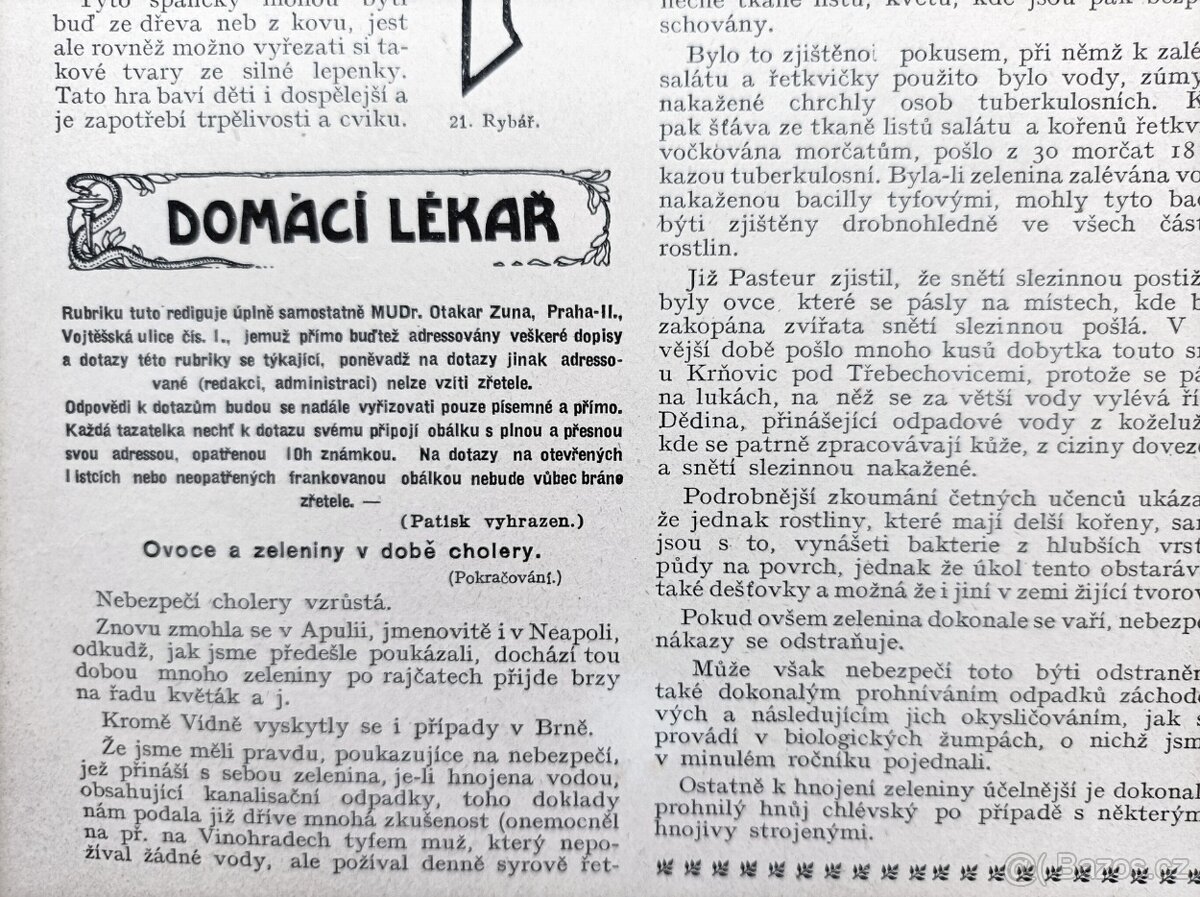 Tyto špančky mohou býti
buď ze dřeva neb z kovu, jest
ale rovněž možno vyřezati si ta-
kové tvary ze silné lepenky.
Tato hra baví děti i dospělejší a
je zapotřebí trpělivosti a cviku.
21. Rybář.
DOMÁCÍ LÉKAŘ
Rubriku tuto rediguje úplně samostatně MUDr. Otakar Zuna, Praha-II.,
Vojtěšská ulice čís. I., jemuž přímo buďtež adressovány veškeré dopisy
a dotazy této rubriky se týkající, poněvadž na dotazy jinak adresso-
vané (redakci, administraci) nelze vzíti zřetele.
Odpovědi k dotazům budou se nadále vyřizovati pouze písemné a přímo.
Každá tazatelka nechť k dotazu svému připojí obálku s plnou a přesnou
svou adressou, opatřenou 10h známkou. Na dotazy na otevřených
listcích nebo neopatřených frankovanou obálkou nebude vůbec bráno
zřetele. —
(Patisk vyhrazen.)
Ovoce a zeleniny v době cholery.
(Pokračování.)
Nebezpečí cholery vzrůstá.
Znovu zmohla se v Apulii, jmenovitě i v Neapoli,
odkudž, jak jsme předešle poukázali, dochází tou
dobou mnoho zeleniny po rajčatech přijde brzy
na řadu květák a j.
Kromě Vídně vyskytly se i případy v Brně.
Že jsme měli pravdu, poukazujíce na nebezpečí,
jež přináší s sebou zelenina, je-li hnojena vodou,
obsahující kanalisační odpadky, toho doklady
nám podala již dříve mnohá zkušenost (onemocněl
na př. na Vinohradech tyfem muž, který nepo-
žíval žádné vody, ale požíval denně syrově řet-
schovány.
Bylo to zjištěno pokusem, při němž k zalé
salátu a řetkvičky použito bylo vody, zúmy
nakažené chrchly osob tuberkulosních. K
pak šťáva ze tkaně listů salátu a kořenů řetkv
vočkována morčatům, pošlo z 30 morčat 18
kazou tuberkulosní. Byla-li zelenina zalévána vo
nakaženou bacilly tyfovými, mohly tyto bac
býti zjištěny drobnohledně ve všech část
rostlin.
Již Pasteur zjistil, že snětí slezinnou postiž
byly ovce, které se pásly na místech, kde b
zakopána zvířata snětí slezinnou pošlá. V
vější době pošlo mnoho kusů dobytka touto sn
u Krňovic pod Třebechovicemi, protože se pá
na lukách, na něž se za větší vody vylévá ří
Dědina, přinášející odpadové vody z koželuž
kde se patrně zpracovávají kůže, z ciziny doveze
a snětí slezinnou nakažené.
Podrobnější zkoumání četných učenců ukáza
že jednak rostliny, které mají delší kořeny, sam
jsou s to, vynášeti bakterie z hlubších vrst
půdy na povrch, jednak že úkol tento obstaráv
také dešťovky a možná že i jiní v zemi žijící tvorov
Pokud ovšem zelenina dokonale se vaří, nebezpe
nákazy se odstraňuje.
Může však nebezpečí toto býti odstraněn
také dokonalým prohníváním odpadků záchodo
vých a následujícím jich okysličováním, jak s
provádí v biologických žumpách, o nichž jsm
v minulém ročníku pojednali.
Ostatně k hnojení zeleniny účelnější je dokonal
prohnilý hnůj chlévský po případě s některým
hnojivy strojenými.
Bazos.cz